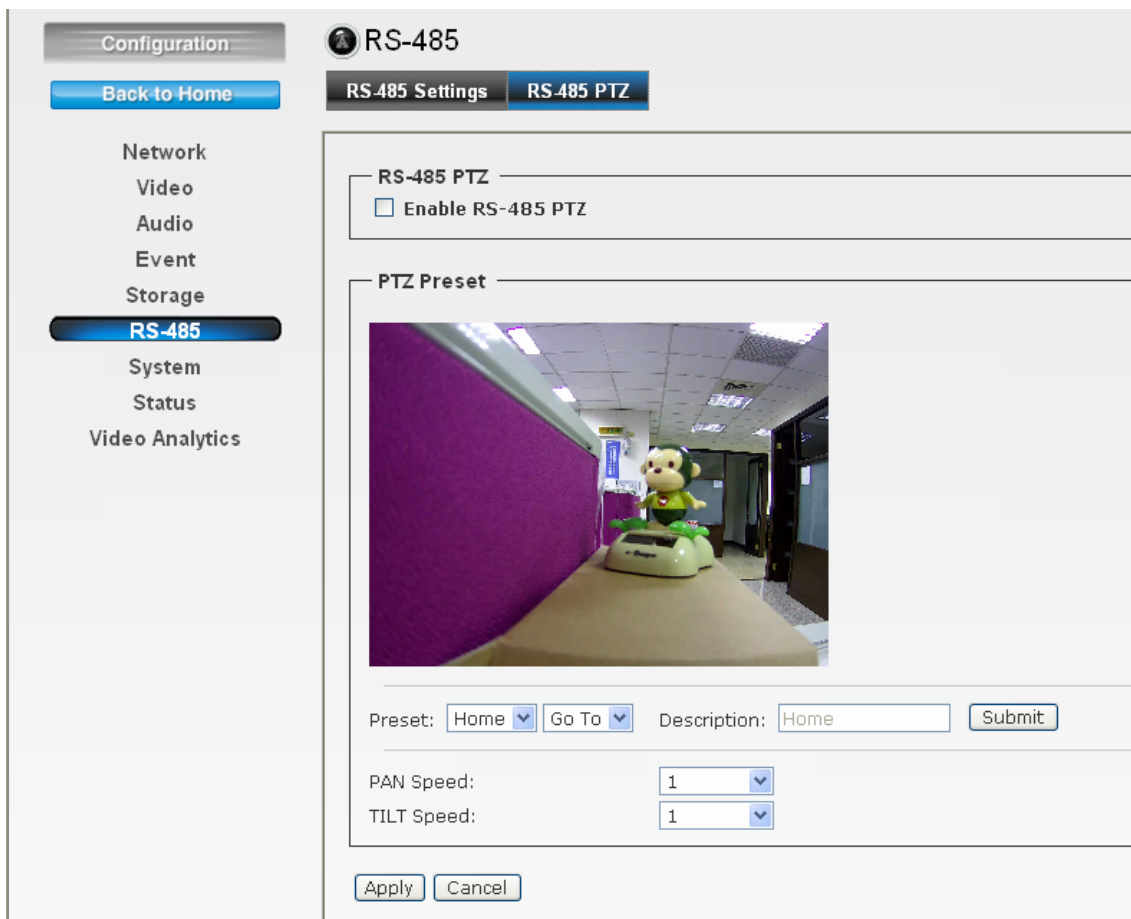 Configuration
Back to Home
Network
Video
Audio
Event
Storage
RS-485
System
Status
Video Analytics
RS-485
RS-485 Settings RS-485 PTZ
RS-485 PTZ
Enable RS-485 PTZ
PTZ Preset
Preset: Home Go To Description: Home Submit
PAN Speed: 1
TILT Speed: 1
Apply Cancel